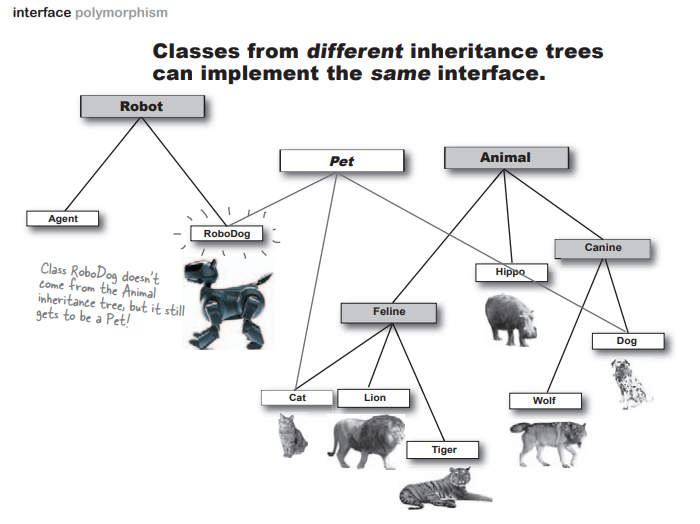 interface polymorphism
Classes from different inheritance trees
can implement the same interface.
Robot
Pet
Animal
Agent
RoboDog
Canine
Hippo
Class RoboDog doesn't
come from the Animal
inheritance tree, but it still
gets to be a Pet!
Feline
Dog
Cat
Lion
Wolf
Tiger